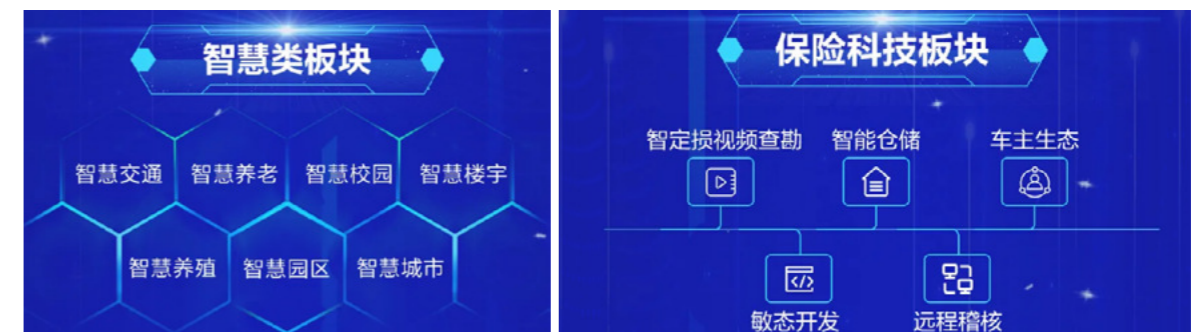 智慧类板块
智慧交通 智慧养老 智慧校园 智慧楼宇
智慧养殖 智慧园区 智慧城市
保险科技板块
智定损视频查勘 智能仓储 车主生态
敏态开发 远程稽核